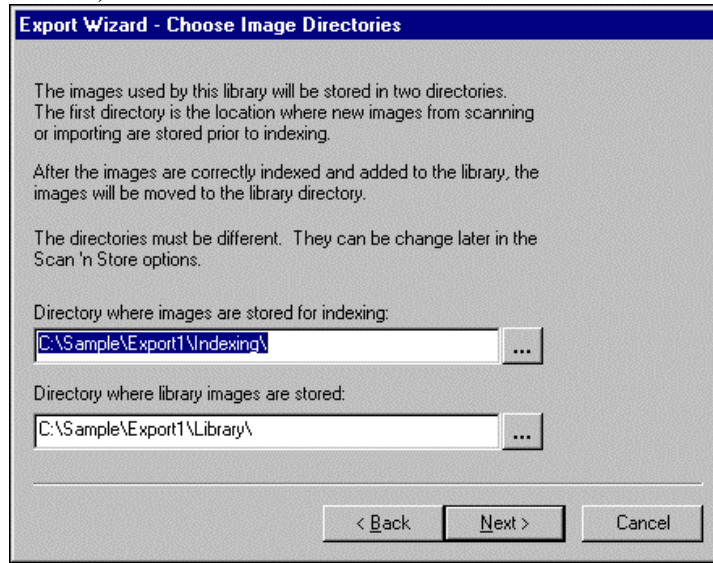 Export Wizard - Choose Image Directories
The images used by this library will be stored in two directories.
The first directory is the location where new images from scanning
or importing are stored prior to indexing.
After the images are correctly indexed and added to the library, the
images will be moved to the library directory.
The directories must be different.  They can be change later in the
Scan 'n Store options.
Directory where images are stored for indexing:
C:\Sample\Export1\Indexing\
...
Directory where library images are stored:
C:\Sample\Export1\Library\
...
< Back Next > Cancel